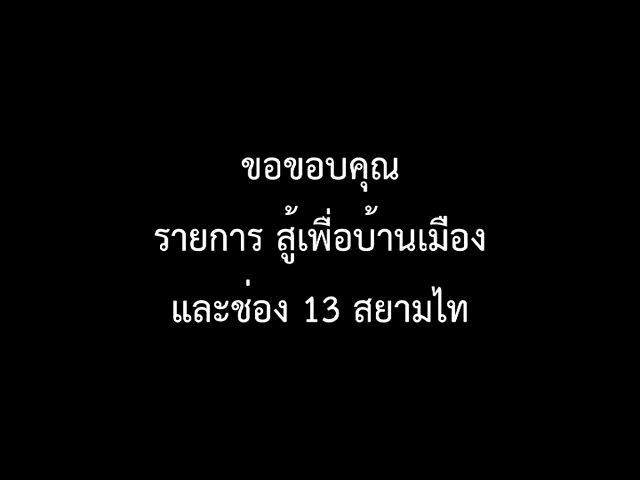 ขอขอบคุณ
รายการ สู้เพื่อบ้านเมือง
และช่อง 13 สยามไท